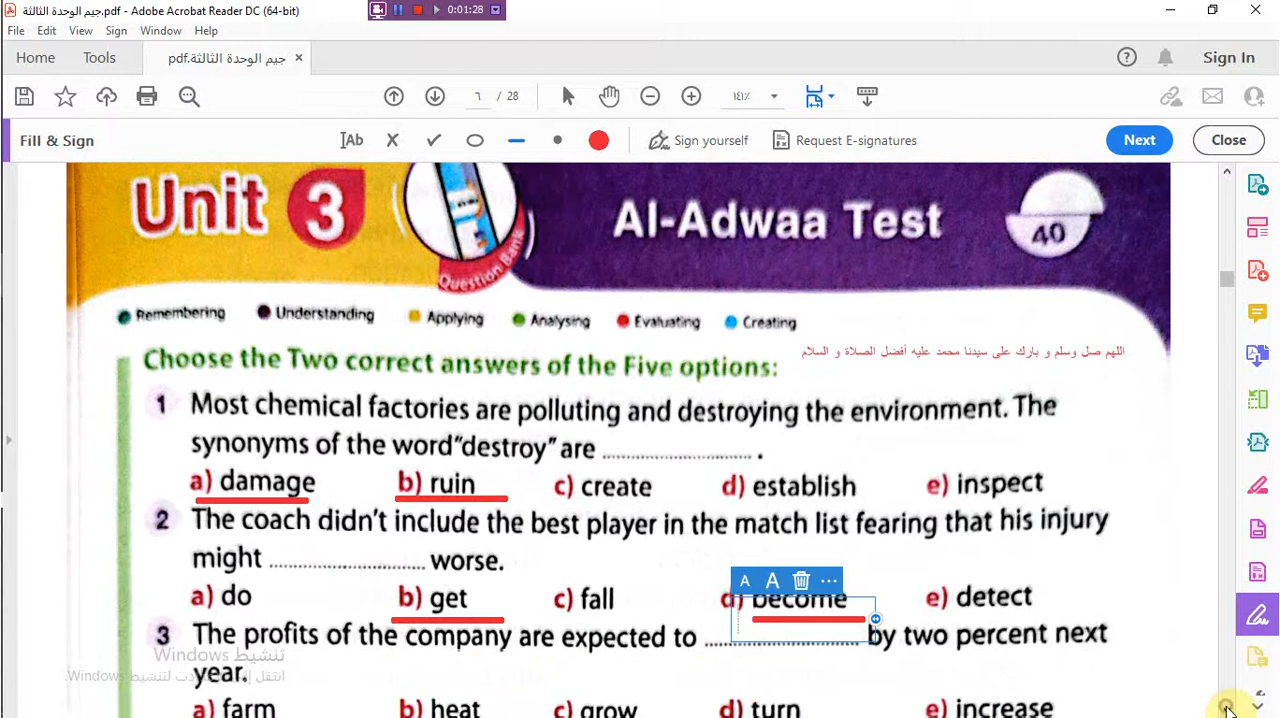 جيم الوحدة الثالثة.pdf - Adobe Acrobat Reader DC (64-bit)
0:01:28
File Edit View Sign Window Help
Home Tools جيم الوحدة الثالثة.pdf × Sign In
٦ / 28 ١٤١٪
Fill & Sign Ab Sign yourself Request E-signatures Next Close
Unit 3 Al-Adwaa Test 40
Question Bank
Remembering Understanding Applying Analysing Evaluating Creating
اللهم صل وسلم و بارك على سيدنا محمد عليه أفضل الصلاة و السلام
Choose the Two correct answers of the Five options:
1 Most chemical factories are polluting and destroying the environment. The
synonyms of the word "destroy" are .............................. .
a) damage b) ruin c) create d) establish e) inspect
2 The coach didn't include the best player in the match list fearing that his injury
might .............................. worse.
A A ...
a) do b) get c) fall d) become e) detect
3 The profits of the company are expected to .............................. by two percent next
year.
تنشيط Windows
a) farm b) heat c) grow d) turn e) increase